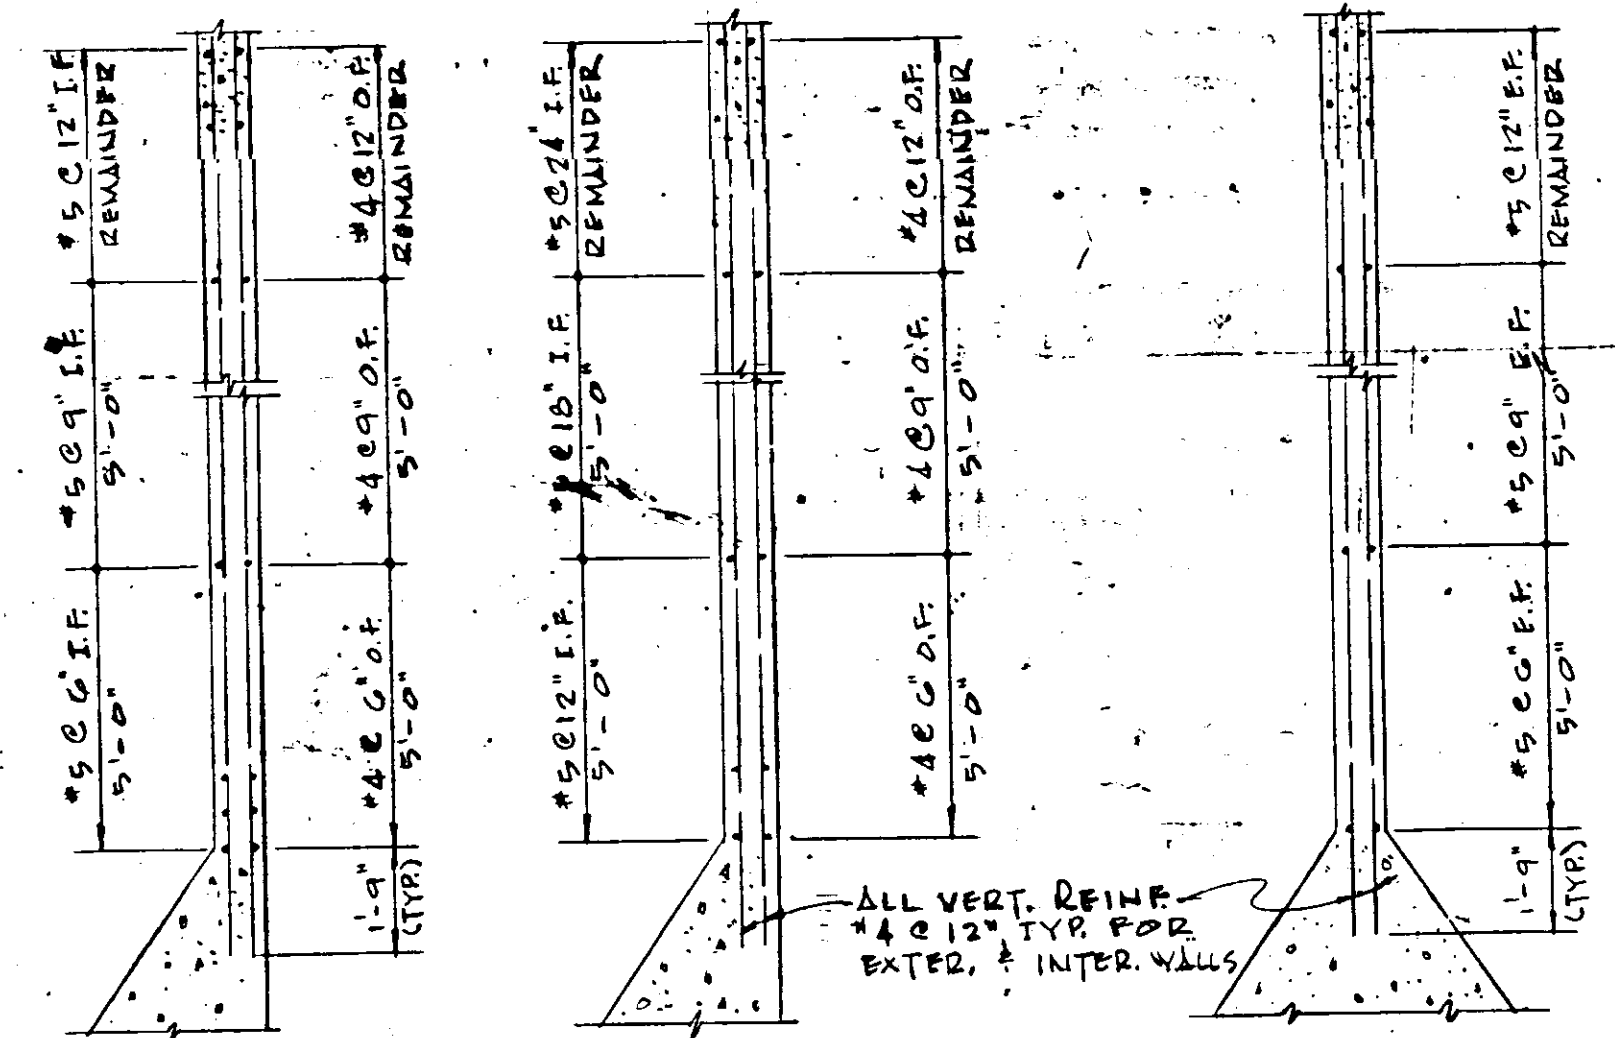 #5 @ 12" I.F.
REMAINDER
#4 @ 12" O.F.
REMAINDER
#5 @ 9" I.F.
5'-0"
#4 @ 9" O.F.
5'-0"
#5 @ 6" I.F.
5'-0"
#4 @ 6" O.F.
5'-0"
1'-9"
(TYP.)
#5 @ 24" I.F.
REMAINDER
#4 @ 12" O.F.
REMAINDER
@ 18" I.F.
5'-0"
#4 @ 9" O.F.
5'-0"
#5 @ 12" I.F.
5'-0"
#4 @ 6" O.F.
5'-0"
ALL VERT. REINF.
#4 @ 12" TYP. FOR
EXTER. & INTER. WALLS
#5 @ 12" E.F.
REMAINDER
#5 @ 9" E.F.
5'-0"
#5 @ 6" E.F.
5'-0"
1'-9"
(TYP.)